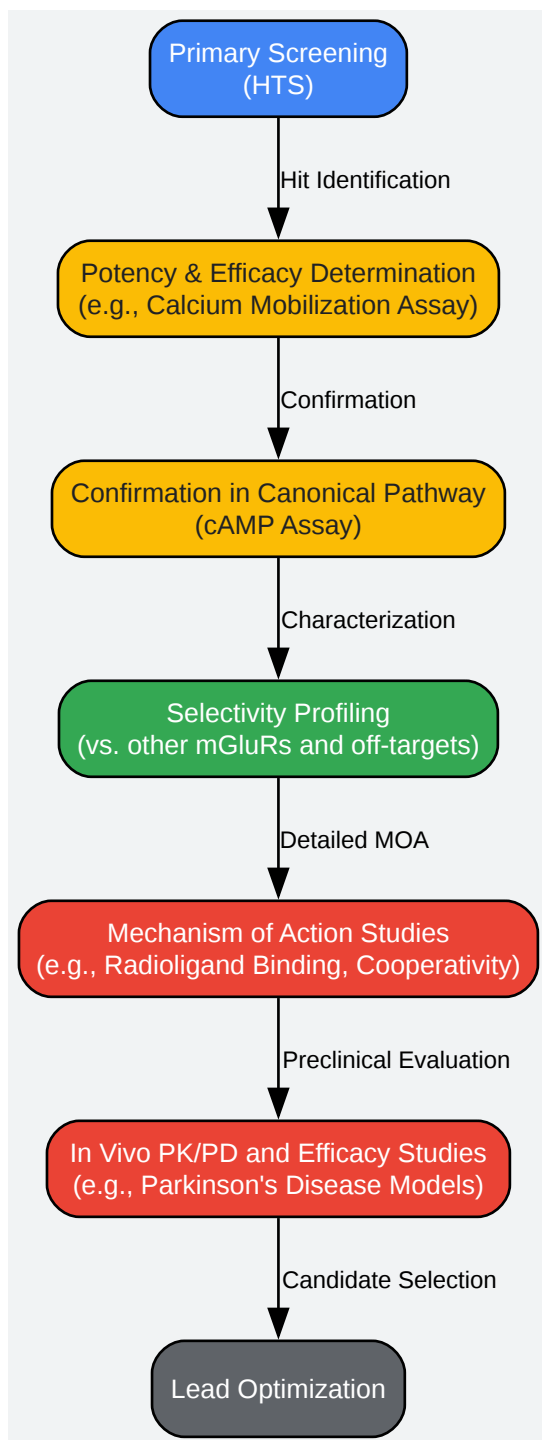 Primary Screening
(HTS)
Hit Identification
Potency & Efficacy Determination
(e.g., Calcium Mobilization Assay)
Confirmation
Confirmation in Canonical Pathway
(cAMP Assay)
Characterization
Selectivity Profiling
(vs. other mGluRs and off-targets)
Detailed MOA
Mechanism of Action Studies
(e.g., Radioligand Binding, Cooperativity)
Preclinical Evaluation
In Vivo PK/PD and Efficacy Studies
(e.g., Parkinson's Disease Models)
Candidate Selection
Lead Optimization